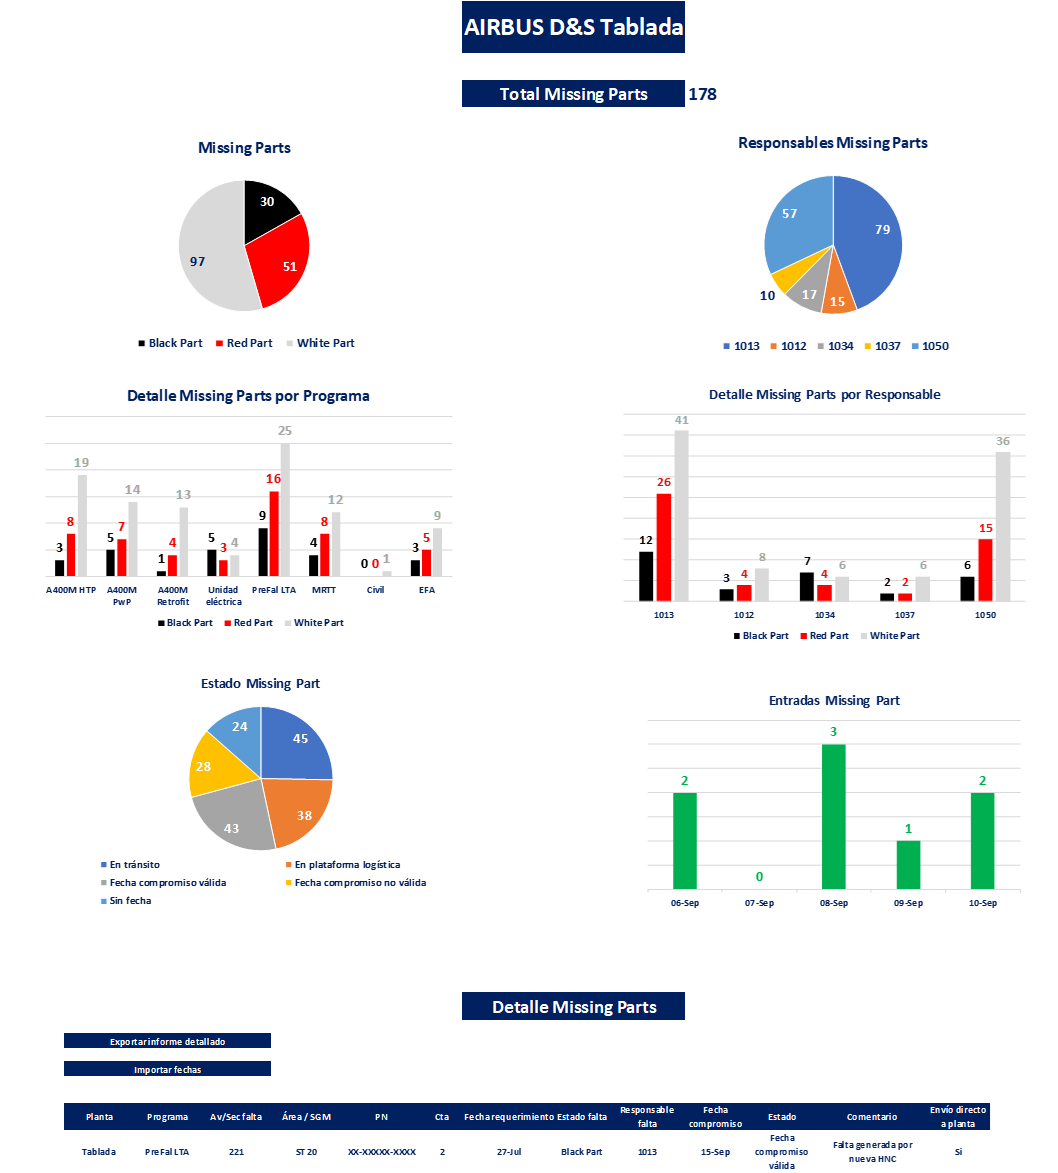 AIRBUS D&S Tablada
Total Missing Parts 178
Missing Parts
30
51
97
Black Part Red Part White Part
Responsables Missing Parts
57
79
10
17
15
1013 1012 1034 1037 1050
Detalle Missing Parts por Programa
3 8 19
5 7 14
1 4 13
5 3 4
9 16 25
4 8 12
0 0 1
3 5 9
A400M HTP A400M PwP A400M Retrofit Unidad eléctrica PreFal LTA MRTT Civil EFA
Black Part Red Part White Part
Detalle Missing Parts por Responsable
12 26 41
3 4 8
7 4 6
2 2 6
6 15 36
1013 1012 1034 1037 1050
Black Part Red Part White Part
Estado Missing Part
24
45
28
38
43
En tránsito En plataforma logística
Fecha compromiso válida Fecha compromiso no válida
Sin fecha
Entradas Missing Part
2 0 3 1 2
06-Sep 07-Sep 08-Sep 09-Sep 10-Sep
Detalle Missing Parts
Exportar informe detallado
Importar fechas
Planta Programa Av/Sec falta Área / SGM PN Cta Fecha requerimiento Estado falta Responsable falta Fecha compromiso Estado Comentario Envío directo a planta
Tablada PreFal LTA 221 ST 20 XX-XXXXX-XXXX 2 27-Jul Black Part 1013 15-Sep Fecha compromiso válida Falta generada por nueva HNC Si